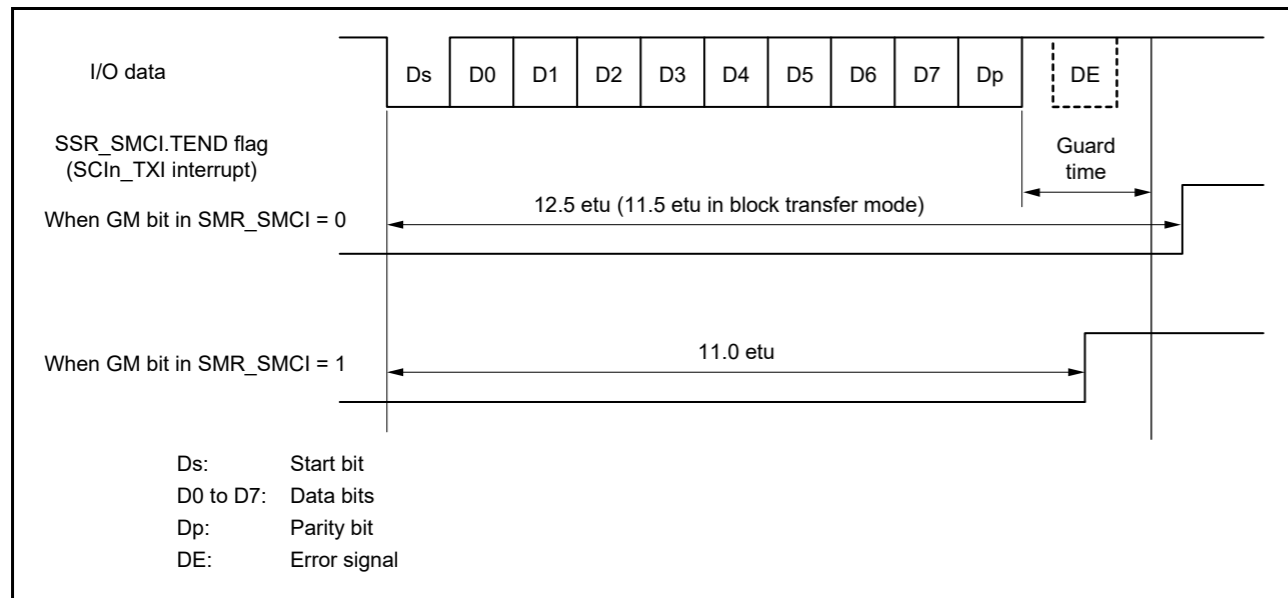 I/O data
Ds D0 D1 D2 D3 D4 D5 D6 D7 Dp DE
SSR_SMCI.TEND flag
(SCIn_TXI interrupt)
Guard
time
When GM bit in SMR_SMCI = 0
12.5 etu (11.5 etu in block transfer mode)
When GM bit in SMR_SMCI = 1
11.0 etu
Ds: Start bit
D0 to D7: Data bits
Dp: Parity bit
DE: Error signal